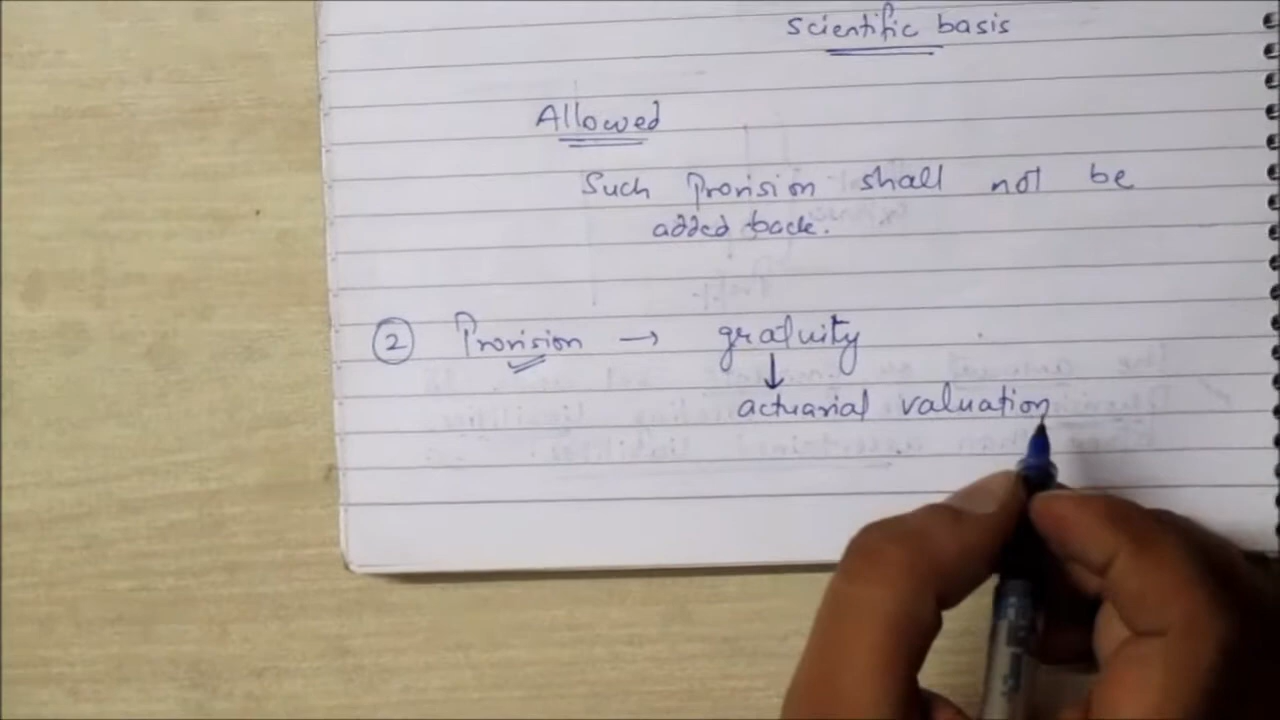 scientific basis
Allowed
Such Provision shall not be
added back.
② Provision → gratuity
↓
actuarial valuation